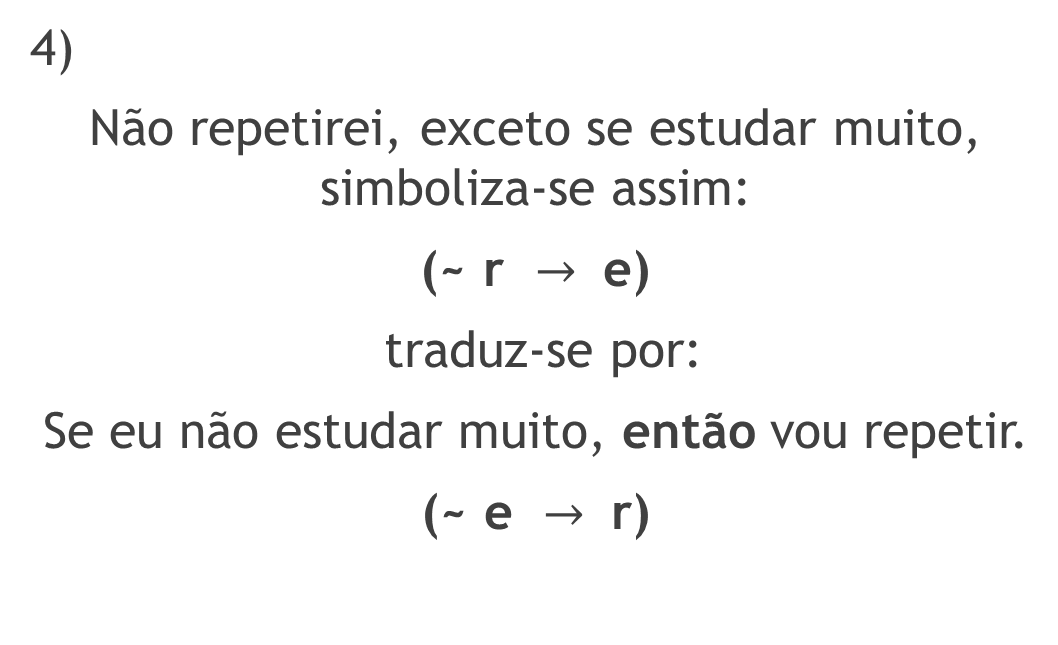 4)
Não repetirei, exceto se estudar muito,
simboliza-se assim:
(~ r → e)
traduz-se por:
Se eu não estudar muito, então vou repetir.
(~ e → r)